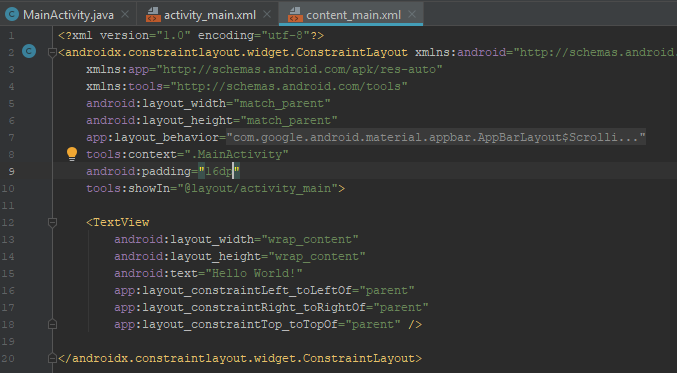 MainActivity.java activity_main.xml content_main.xml
1 <?xml version="1.0" encoding="utf-8"?>
2 <androidx.constraintlayout.widget.ConstraintLayout xmlns:android="http://schemas.android.
3 xmlns:app="http://schemas.android.com/apk/res-auto"
4 xmlns:tools="http://schemas.android.com/tools"
5 android:layout_width="match_parent"
6 android:layout_height="match_parent"
7 app:layout_behavior="com.google.android.material.appbar.AppBarLayout$Scrolli..."
8 tools:context=".MainActivity"
9 android:padding="16dp"
10 tools:showIn="@layout/activity_main">
11
12 <TextView
13 android:layout_width="wrap_content"
14 android:layout_height="wrap_content"
15 android:text="Hello World!"
16 app:layout_constraintLeft_toLeftOf="parent"
17 app:layout_constraintRight_toRightOf="parent"
18 app:layout_constraintTop_toTopOf="parent" />
19
20 </androidx.constraintlayout.widget.ConstraintLayout>